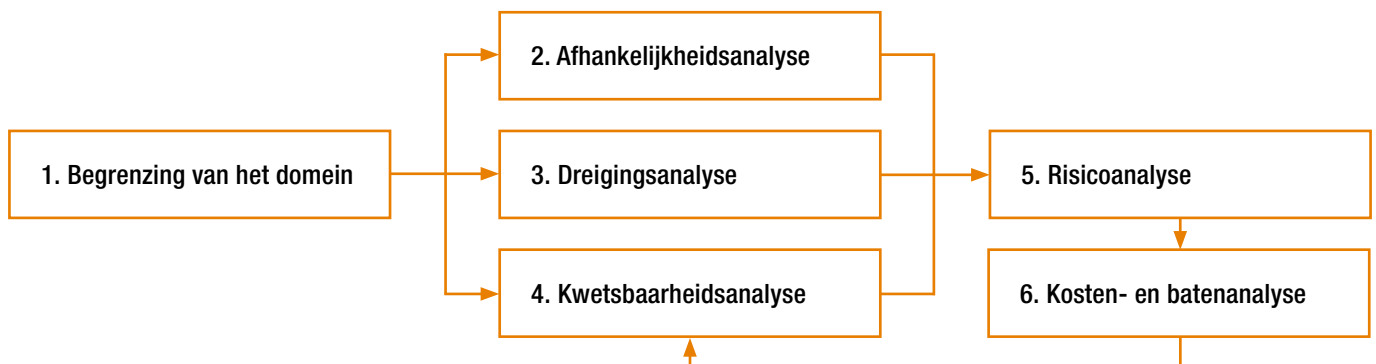 2. Afhankelijkheidsanalyse
1. Begrenzing van het domein
3. Dreigingsanalyse
5. Risicoanalyse
4. Kwetsbaarheidsanalyse
6. Kosten- en batenanalyse